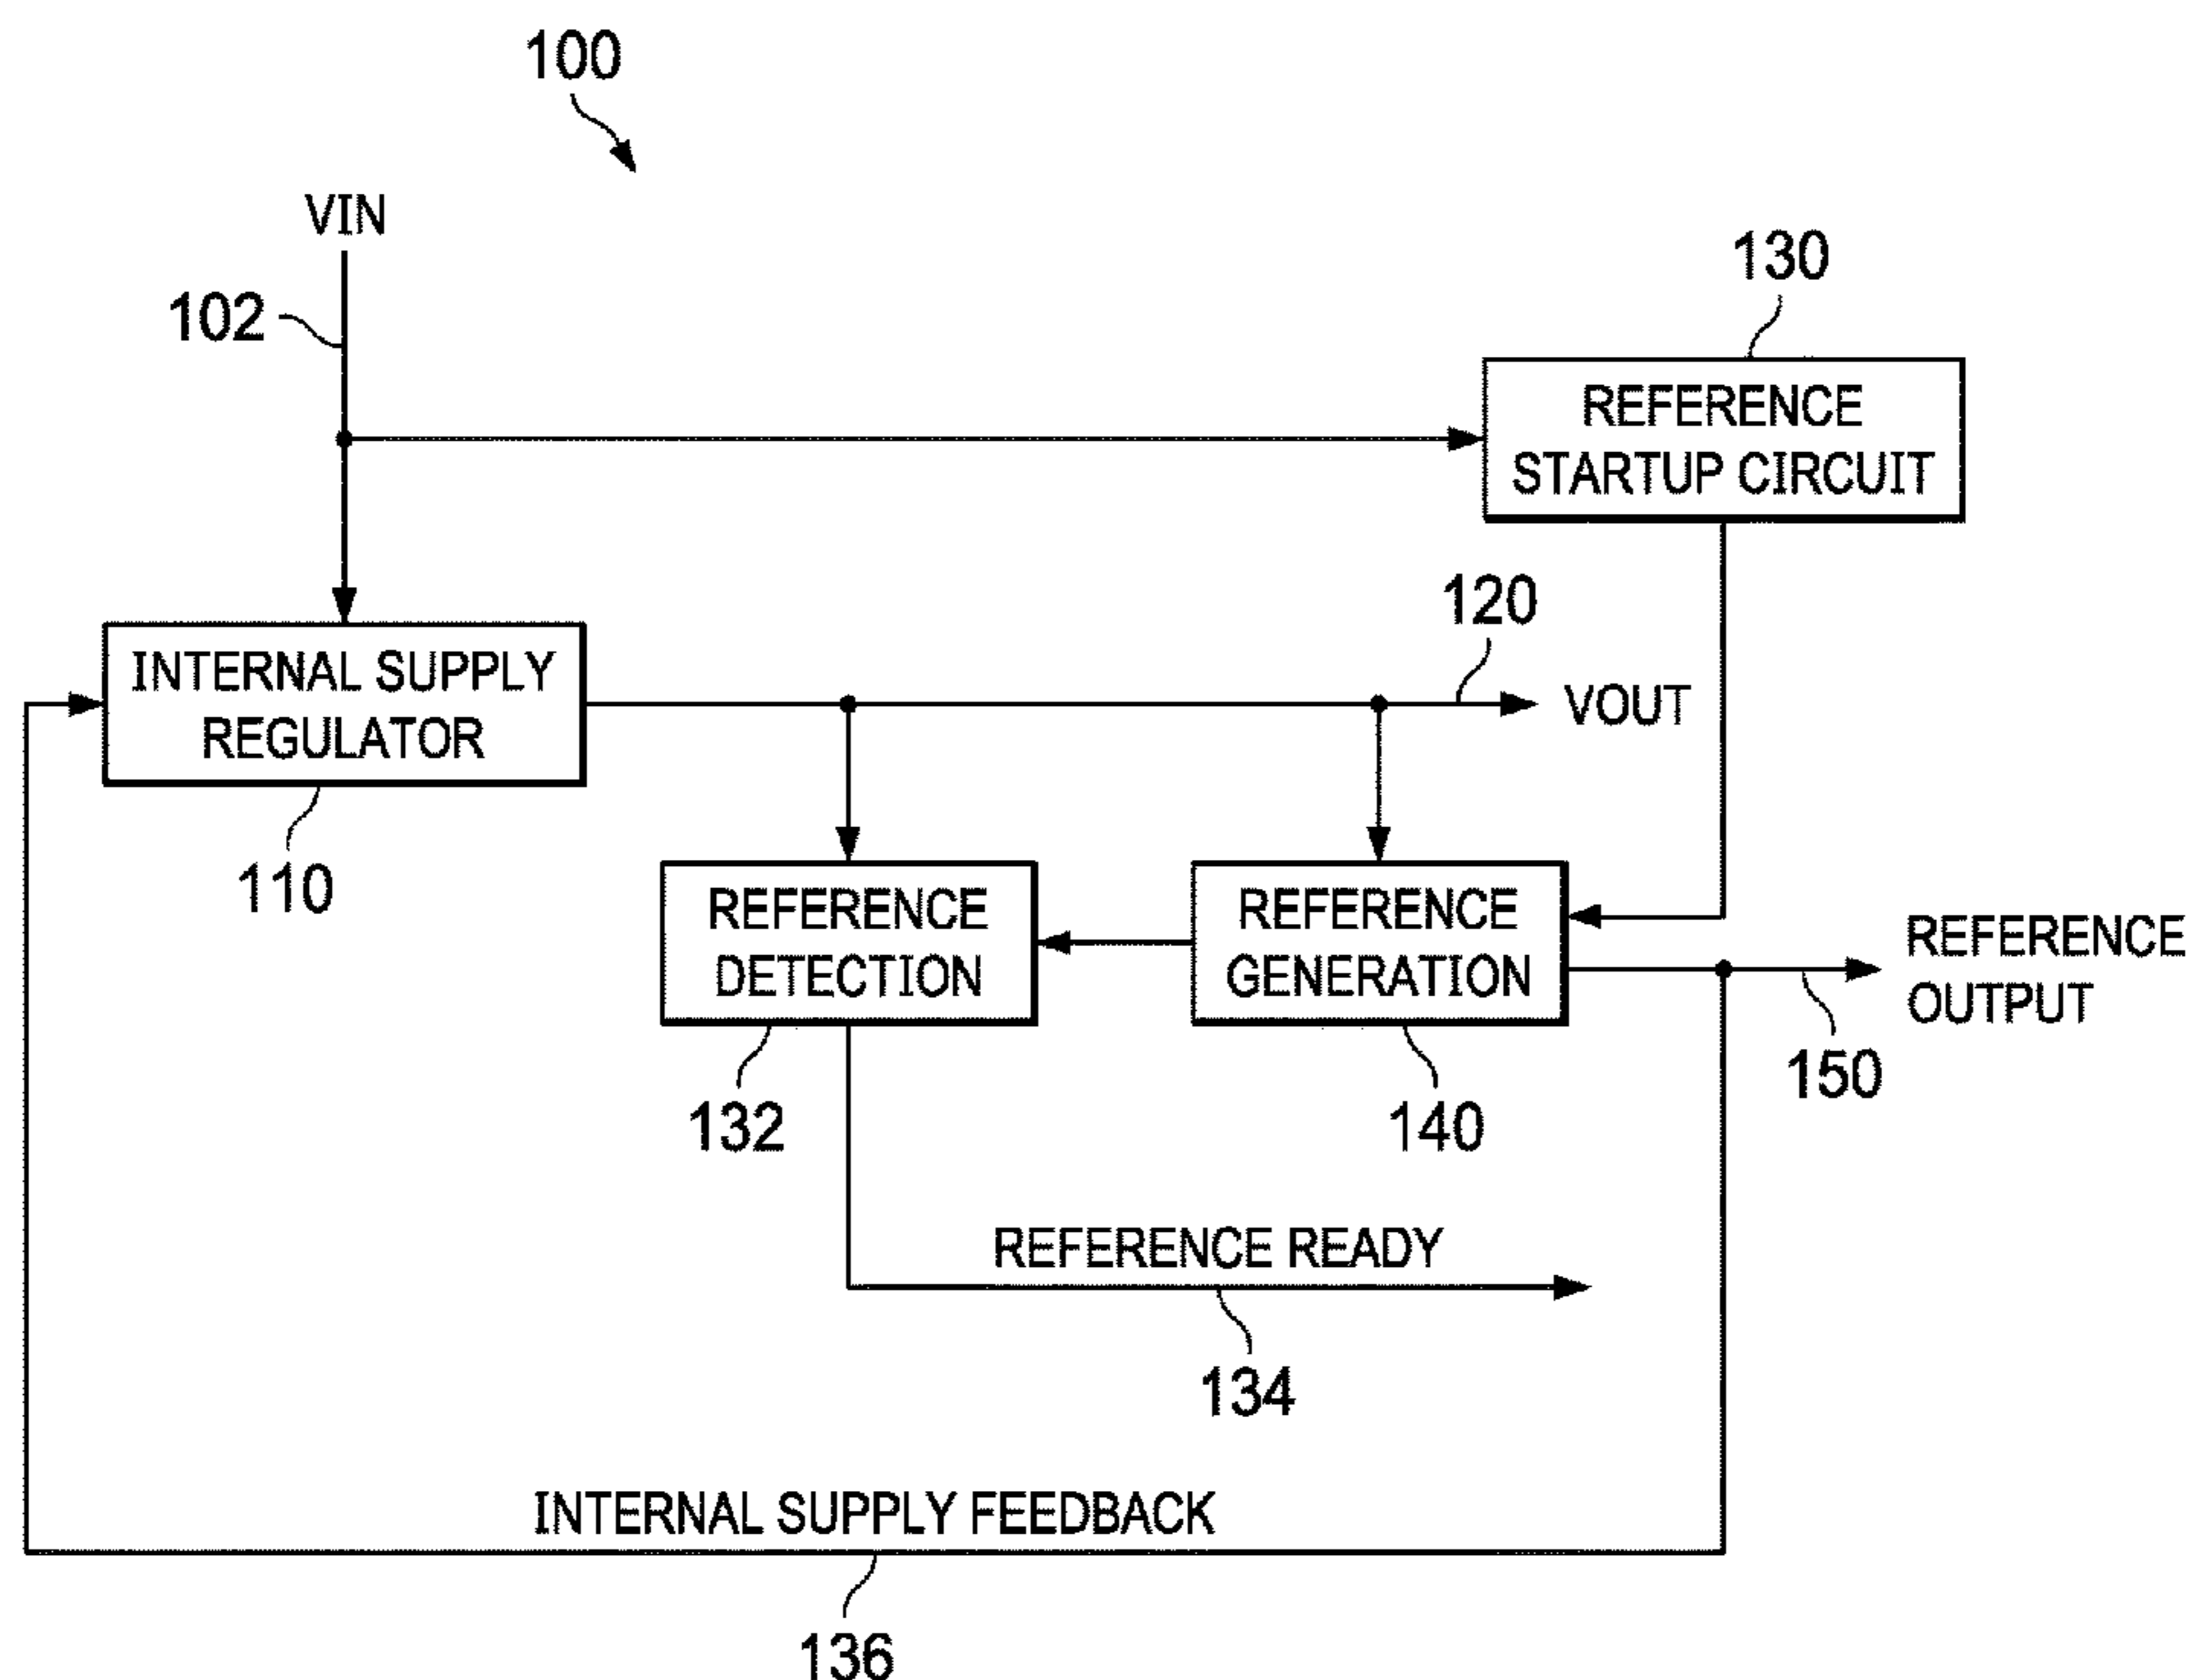 100
VIN
102
130
REFERENCE
STARTUP CIRCUIT
120
INTERNAL SUPPLY
REGULATOR
VOUT
110
REFERENCE
DETECTION
REFERENCE
GENERATION
REFERENCE
OUTPUT
132
140
150
REFERENCE READY
134
INTERNAL SUPPLY FEEDBACK
136